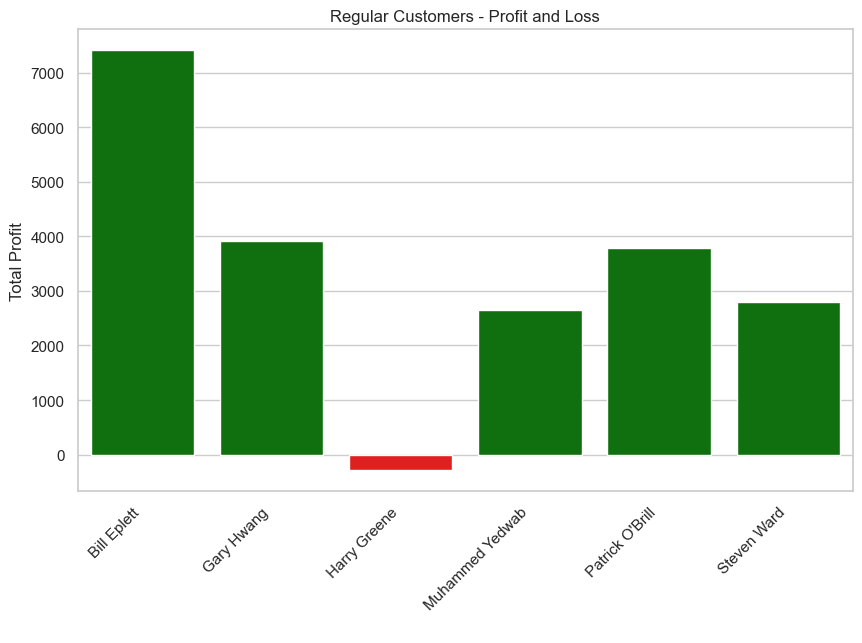 Regular Customers - Profit and Loss
Total Profit
7000
6000
5000
4000
3000
2000
1000
0
Bill Eplett
Gary Hwang
Harry Greene
Muhammed Yedwab
Patrick O'Brill
Steven Ward